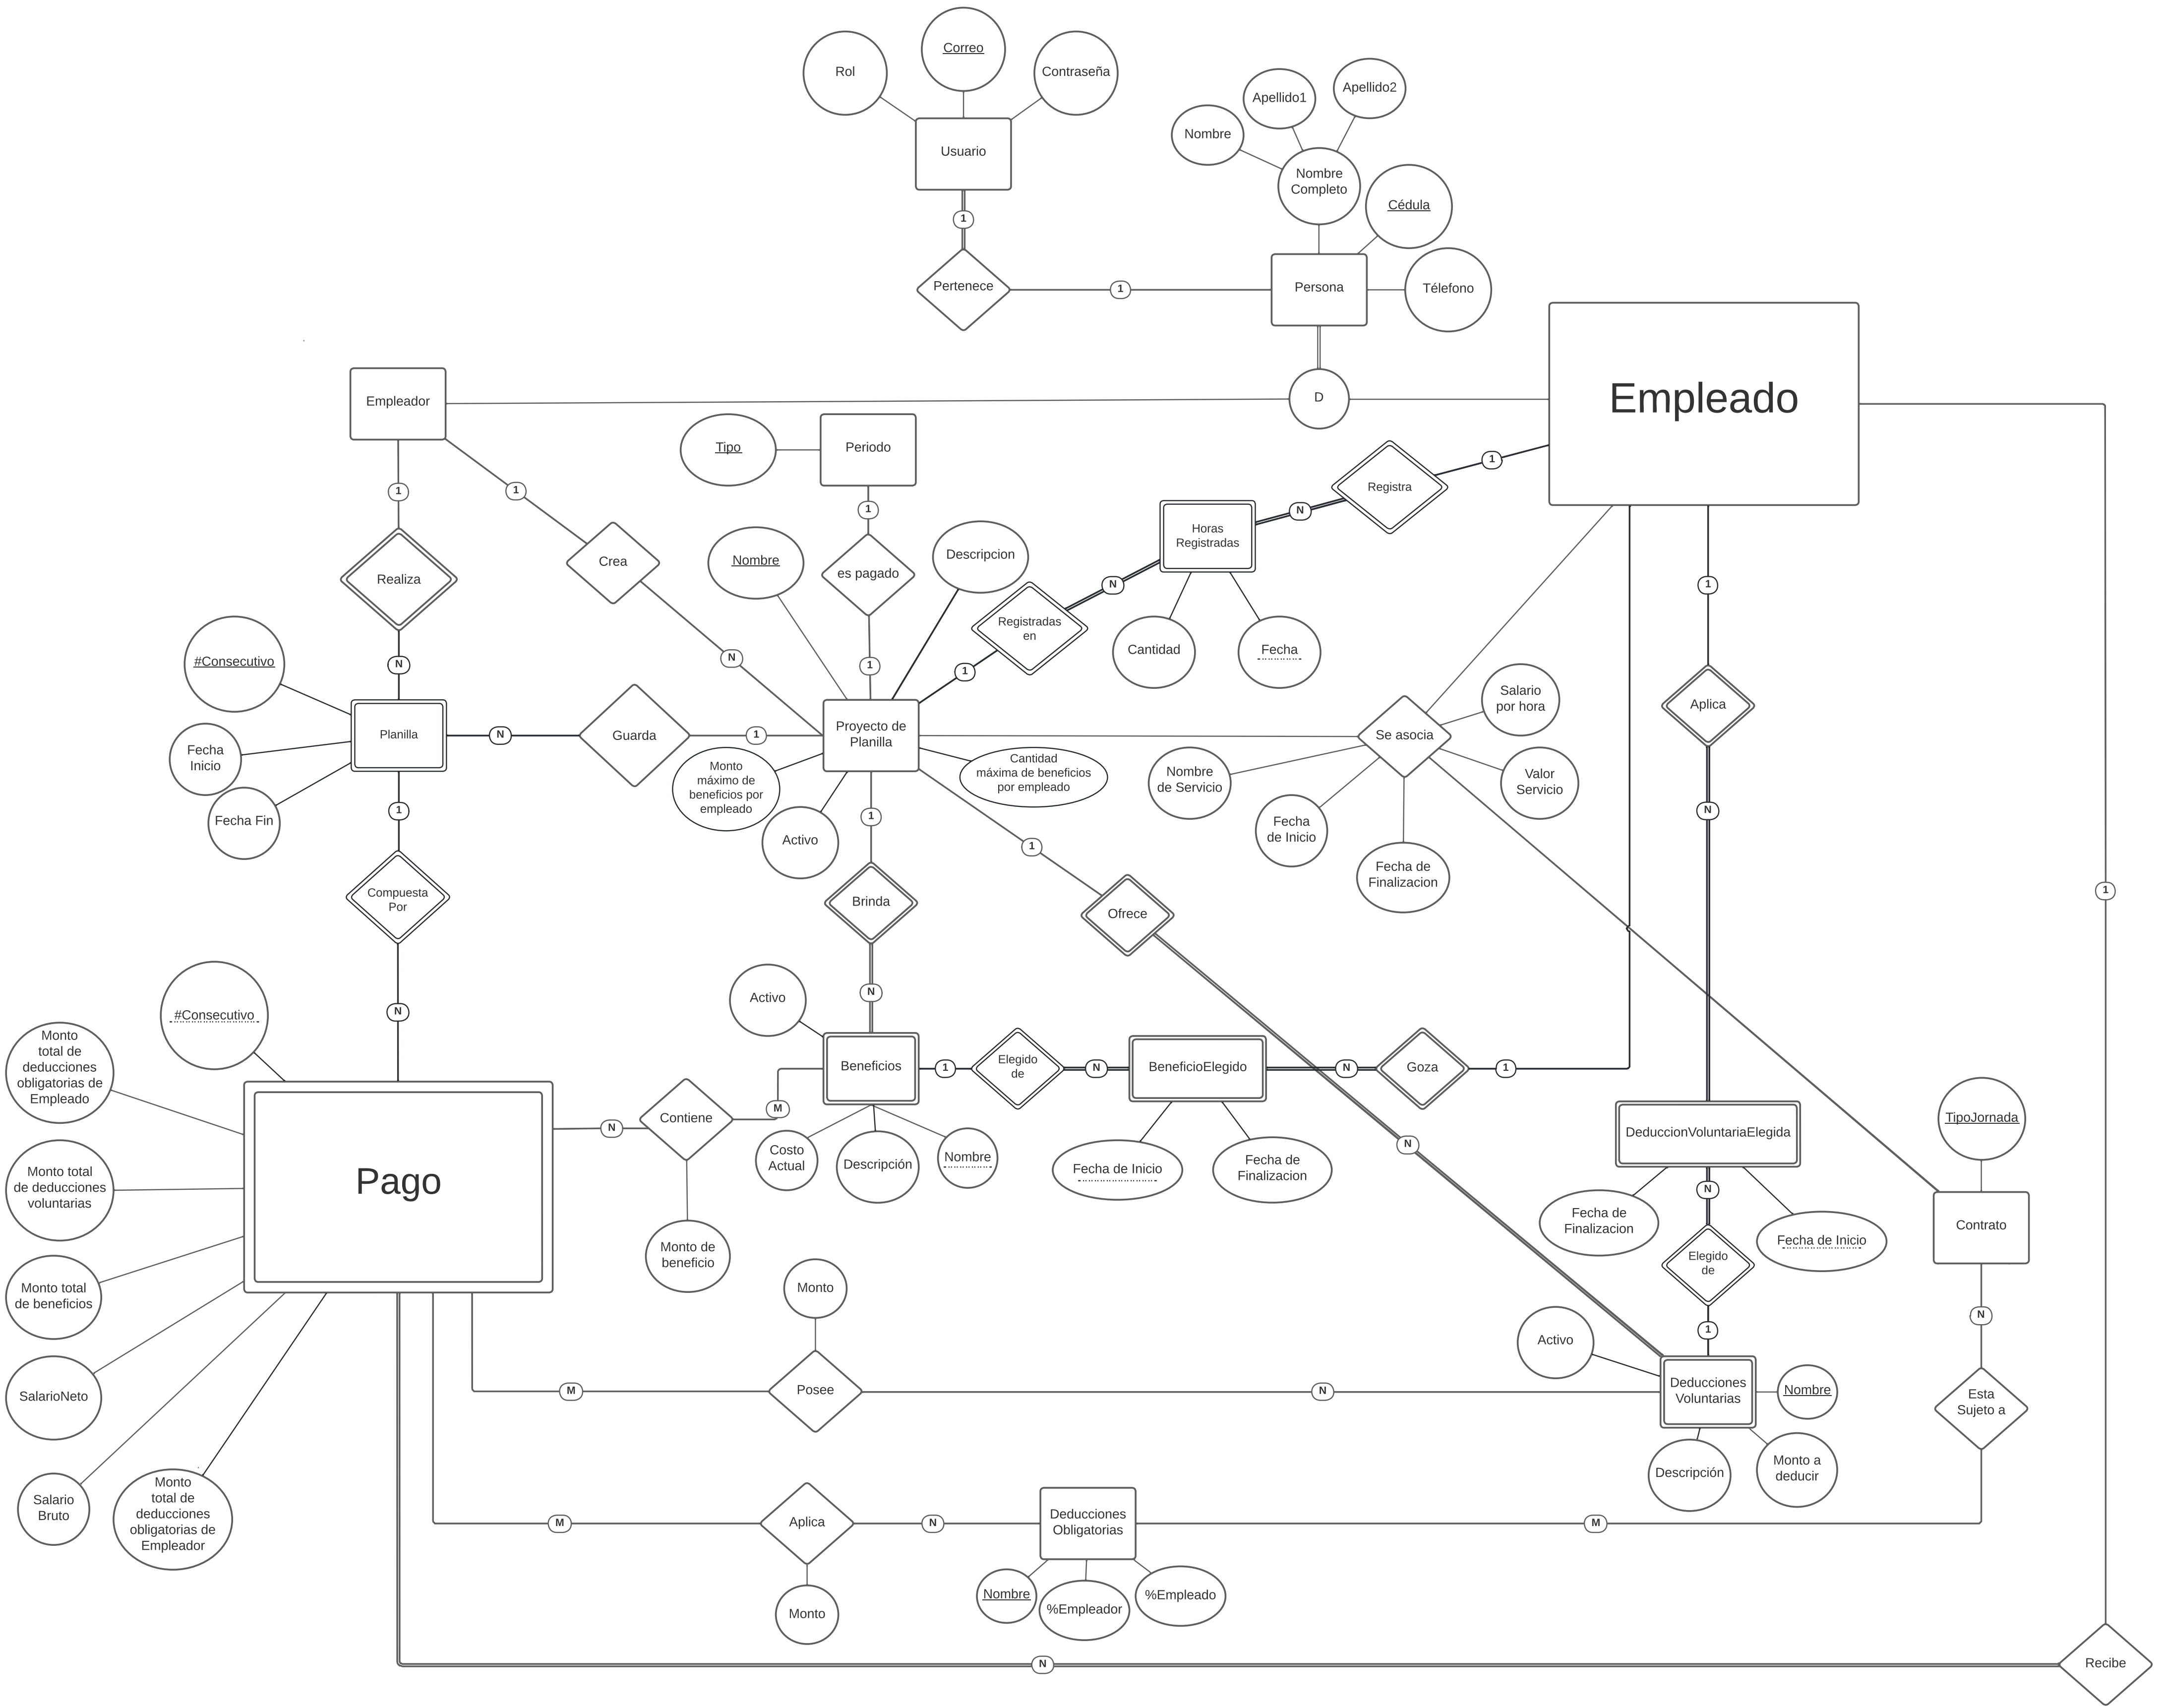 Correo
Rol
Contraseña
Apellido2
Apellido1
Nombre
Usuario
Nombre
Completo
Cédula
1
Pertenece
1
Persona
Télefono
Empleador
D
Empleado
Tipo
Periodo
1
1
1
Registra
1
N
Horas
Registradas
Crea
Nombre
es pagado
Descripcion
Realiza
N
1
Registradas
en
Cantidad
Fecha
#Consecutivo
N
N
1
1
Salario
por hora
Aplica
Planilla
N
Guarda
1
Proyecto de
Planilla
Se asocia
Fecha
Inicio
Monto
máximo de
beneficios por
empleado
Cantidad
máxima de beneficios
por empleado
Nombre
de Servicio
Valor
Servicio
Fecha Fin
1
Activo
1
1
Fecha
de Inicio
N
Fecha de
Finalizacion
Compuesta
Por
Brinda
Ofrece
1
#Consecutivo
N
Activo
N
Monto
total de
deducciones
obligatorias de
Empleado
Beneficios
1
Elegido
de
N
BeneficioElegido
N
Goza
1
M
Contiene
N
TipoJornada
DeduccionVoluntariaElegida
N
Costo
Actual
Descripción
Nombre
Fecha de Inicio
Fecha de
Finalizacion
Monto total
de deducciones
voluntarias
Pago
N
Fecha de
Finalizacion
Fecha de Inicio
Contrato
Monto de
beneficio
Elegido
de
Monto total
de beneficios
Monto
N
1
Activo
SalarioNeto
M
Posee
N
Deducciones
Voluntarias
Nombre
Esta
Sujeto a
Descripción
Monto a
deducir
Salario
Bruto
Monto
total de
deducciones
obligatorias de
Empleador
M
Aplica
N
Deducciones
Obligatorias
M
Nombre
%Empleador
%Empleado
Monto
N
Recibe